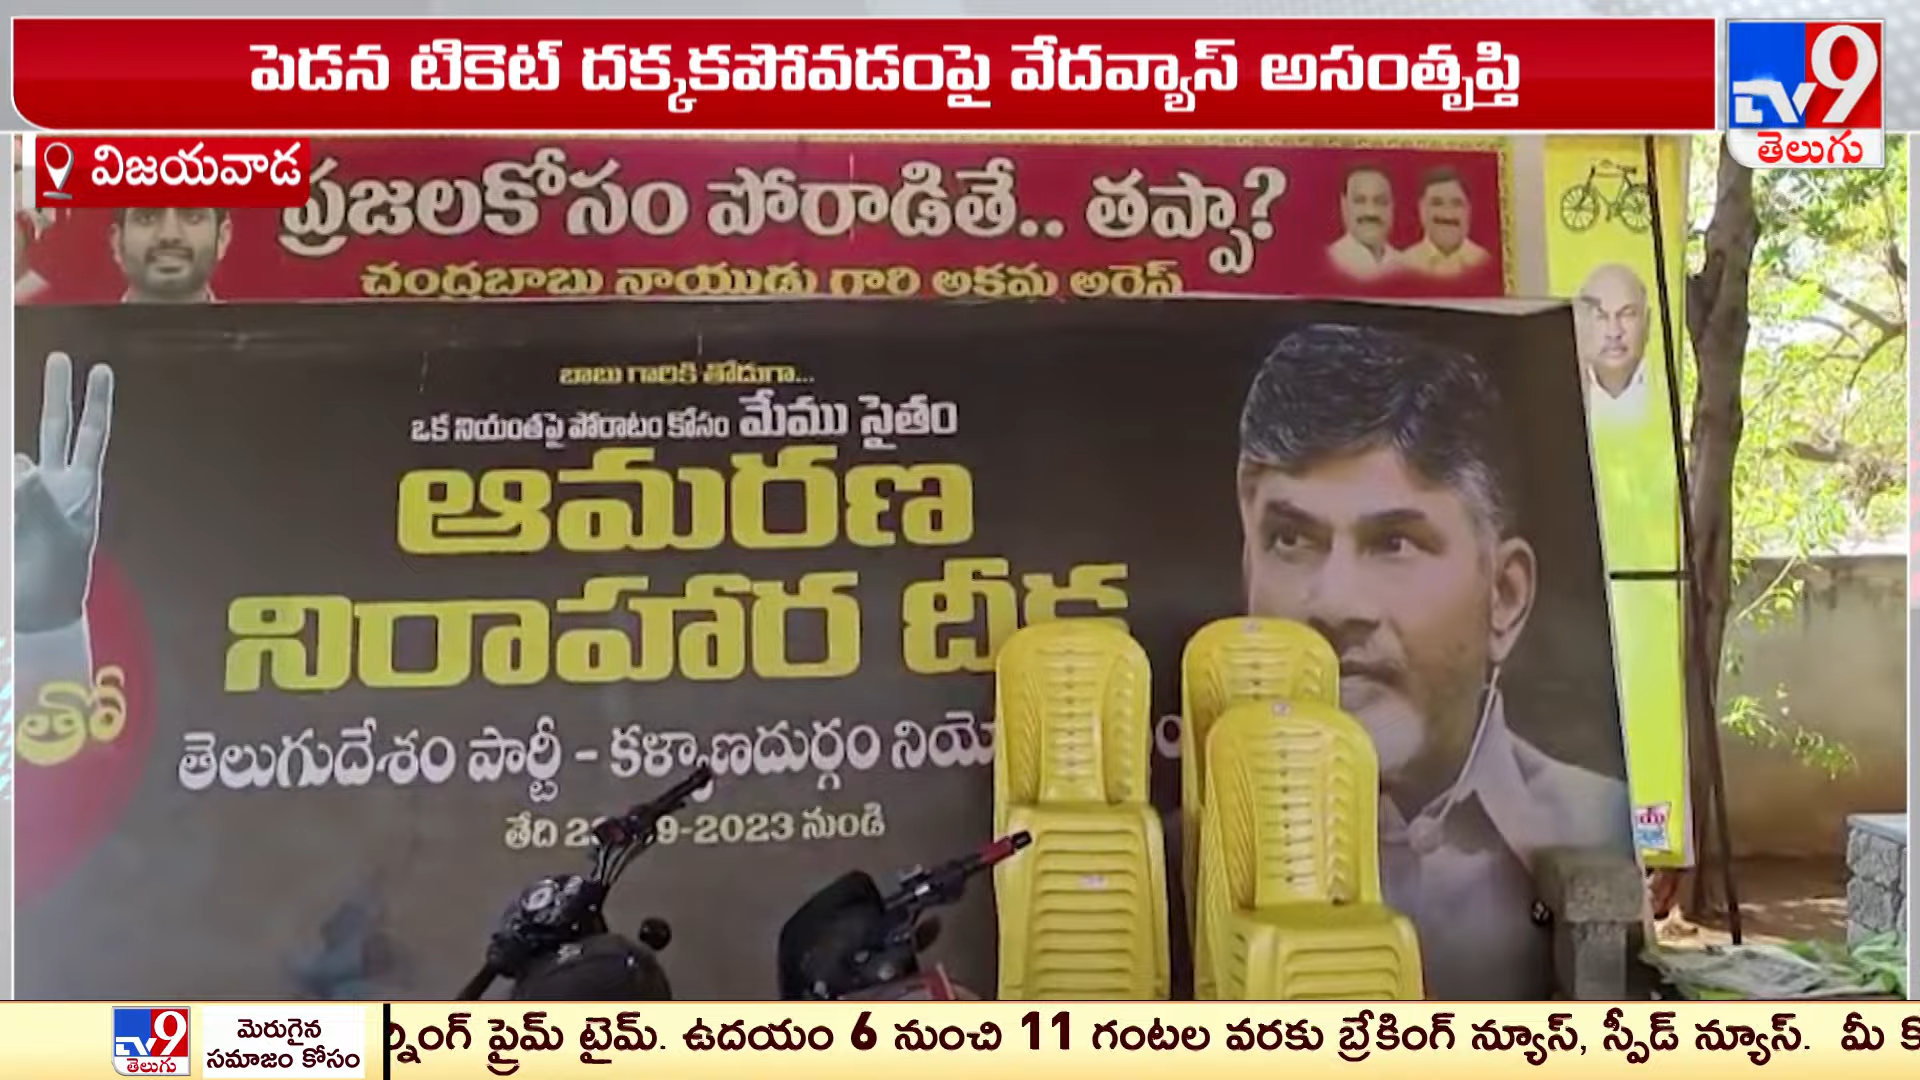 పెడన టికెట్ దక్కకపోవడంపై వేదవ్యాస్ అసంతృప్తి
TV9
తెలుగు
విజయవాడ
ప్రజలకోసం పోరాడితే.. తప్పా?
చంద్రబాబు నాయుడు గారి అక్రమ అరెస్ట్
బాబు గారికి తోడుగా...
ఒక నియంతపై పోరాటం కోసం మేము సైతం
ఆమరణ
నిరాహార దీక్ష
తో
తెలుగుదేశం పార్టీ - కళ్యాణదుర్గం
తేది 9-2023 నుండి
TV9
తెలుగు
మెరుగైన
సమాజం కోసం
ర్నింగ్ ప్రైమ్ టైమ్. ఉదయం 6 నుంచి 11 గంటల వరకు బ్రేకింగ్ న్యూస్, స్పీడ్ న్యూస్. మీ